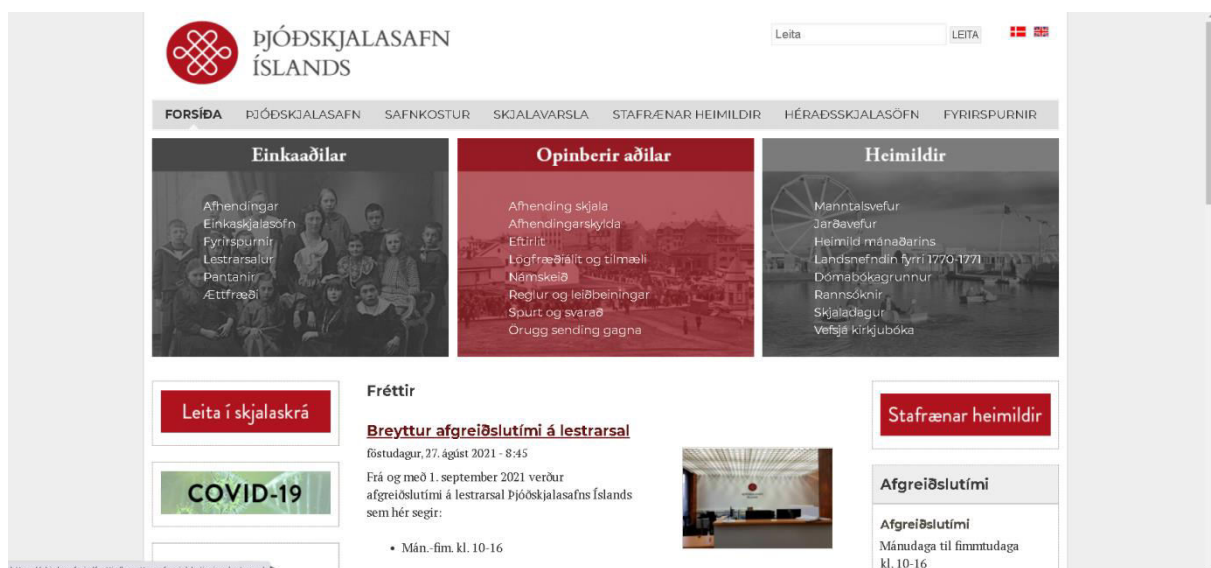 ÞJÓÐSKJALASAFN
ÍSLANDS
Leita
LEITA
FORSÍÐA ÞJÓÐSKJALASAFN SAFNKOSTUR SKJALAVARSLA STAFRÆNAR HEIMILDIR HÉRAÐSSKJALASÖFN FYRIRSPURNIR
Einkaaðilar
Afhendingar
Einkaskjalasöfn
Fyrirspurnir
Lestrarsalur
Pantanir
Ættfræði
Opinberir aðilar
Afhending skjala
Afhendingarskylda
Eftirlit
Lögfræðiálit og tilmæli
Námskeið
Reglur og leiðbeiningar
Spurt og svarað
Örugg sending gagna
Heimildir
Manntalsvefur
Jarðavefur
Heimild mánaðarins
Landsnefndin fyrri 1770-1771
Dómabókagrunnur
Rannsóknir
Skjaladagur
Vefsjá kirkjubóka
Leita í skjalaskrá
COVID-19
Fréttir
Breyttur afgreiðslutími á lestrarsal
föstudagur, 27. ágúst 2021 - 8:45
Frá og með 1. september 2021 verður
afgreiðslutími á lestrarsal Þjóðskjalasafns Íslands
sem hér segir:
• Mán.-fim. kl. 10-16
Stafrænar heimildir
Afgreiðslutími
Afgreiðslutími
Mánudaga til fimmtudaga
kl. 10-16